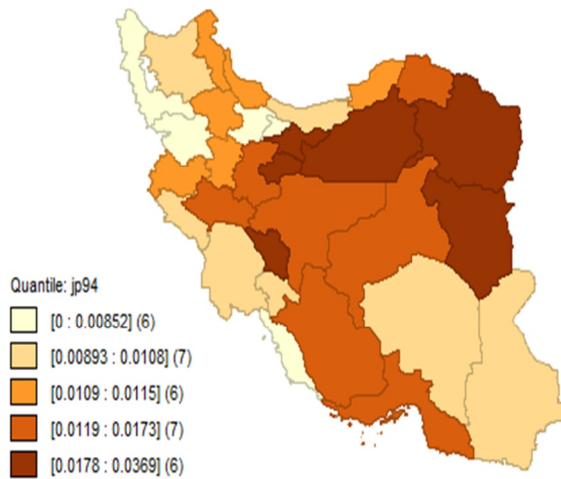 Quantile: jp94
[0 : 0.00852] (6)
[0.00893 : 0.0108] (7)
[0.0109 : 0.0115] (6)
[0.0119 : 0.0173] (7)
[0.0178 : 0.0369] (6)